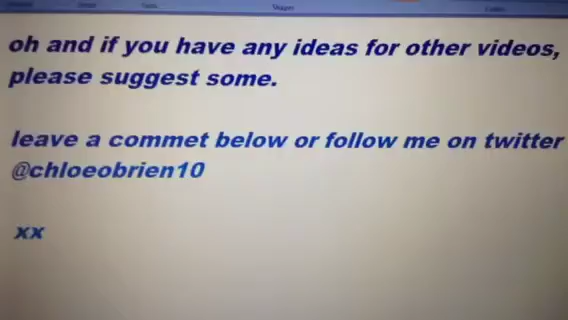 oh and if you have any ideas for other videos,
please suggest some.
leave a commet below or follow me on twitter
@chloeobrien10
xx